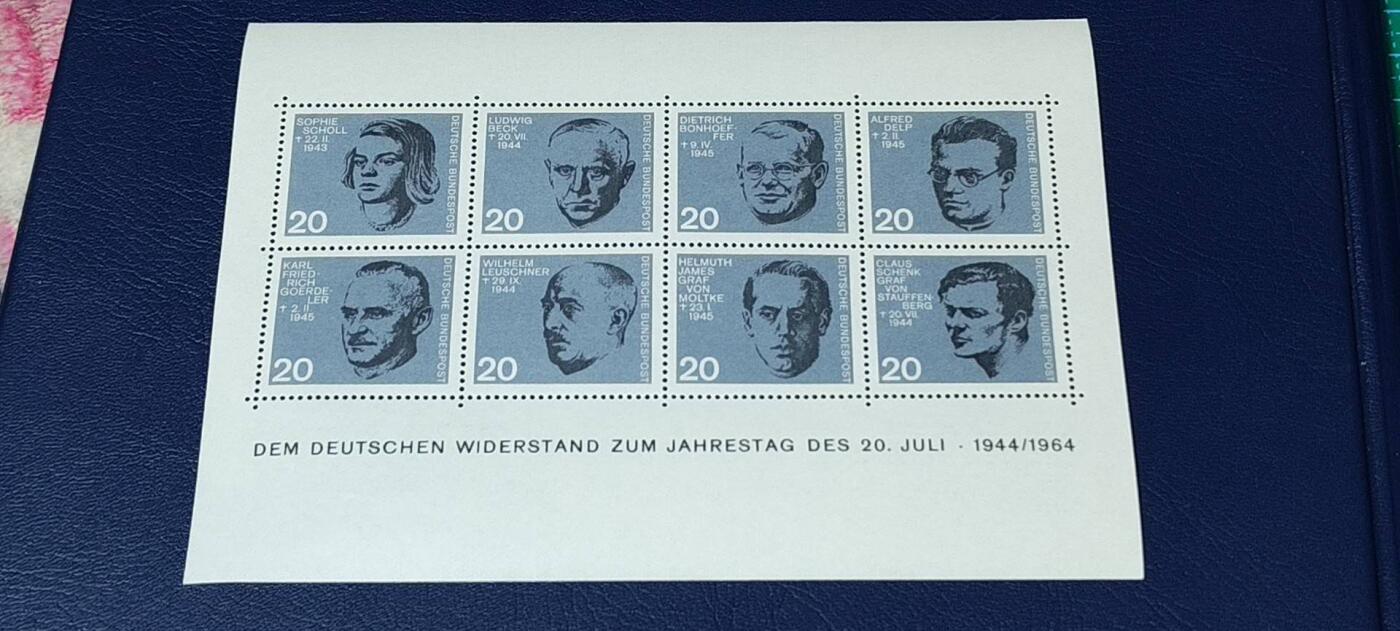 SOPHIE
SCHOLL
† 22. II.
1943
DEUTSCHE BUNDESPOST
20
LUDWIG
BECK
† 20. VII.
1944
DEUTSCHE BUNDESPOST
20
DIETRICH
BONHOEF-
FER
† 9. IV.
1945
DEUTSCHE BUNDESPOST
20
ALFRED
DELP
† 2. II.
1945
DEUTSCHE BUNDESPOST
20
KARL
FRIED-
RICH
GOERDE-
LER
† 2. II.
1945
DEUTSCHE BUNDESPOST
20
WILHELM
LEUSCHNER
† 29. IX.
1944
DEUTSCHE BUNDESPOST
20
HELMUTH
JAMES
GRAF
VON
MOLTKE
† 23. I.
1945
DEUTSCHE BUNDESPOST
20
CLAUS
SCHENK
GRAF
VON
STAUFFEN-
BERG
† 20. VII.
1944
DEUTSCHE BUNDESPOST
20
DEM DEUTSCHEN WIDERSTAND ZUM JAHRESTAG DES 20. JULI · 1944/1964